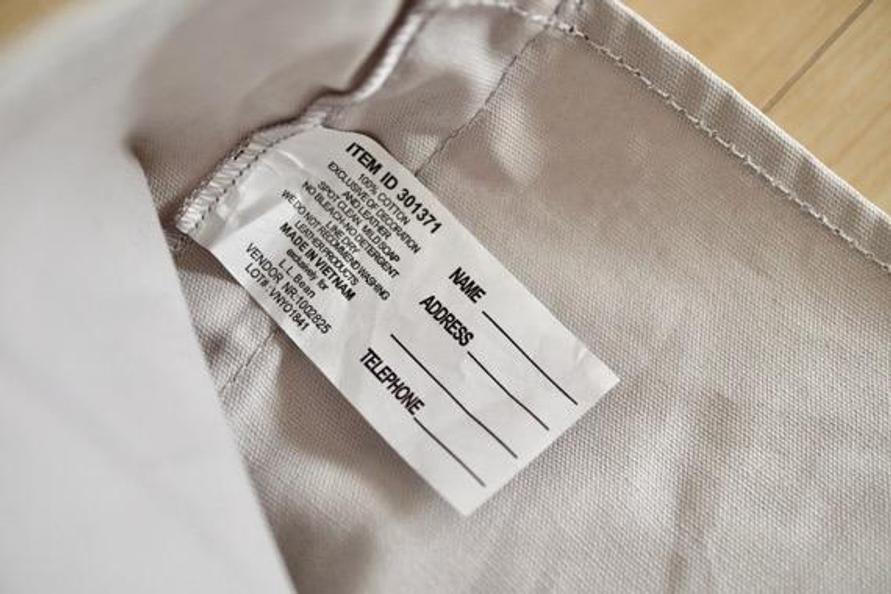 ITEM ID 301371
100% COTTON
EXCLUSIVE OF DECORATION
AND LEATHER
SPOT CLEAN, MILD SOAP
NO BLEACH-NO DETERGENT
LINE DRY
WE DO NOT RECOMMEND WASHING
LEATHER PRODUCTS
MADE IN VIETNAM
exclusively for
L.L.Bean
VENDOR NR:1002825
LOT# :VNYO1841
NAME
ADDRESS
TELEPHONE